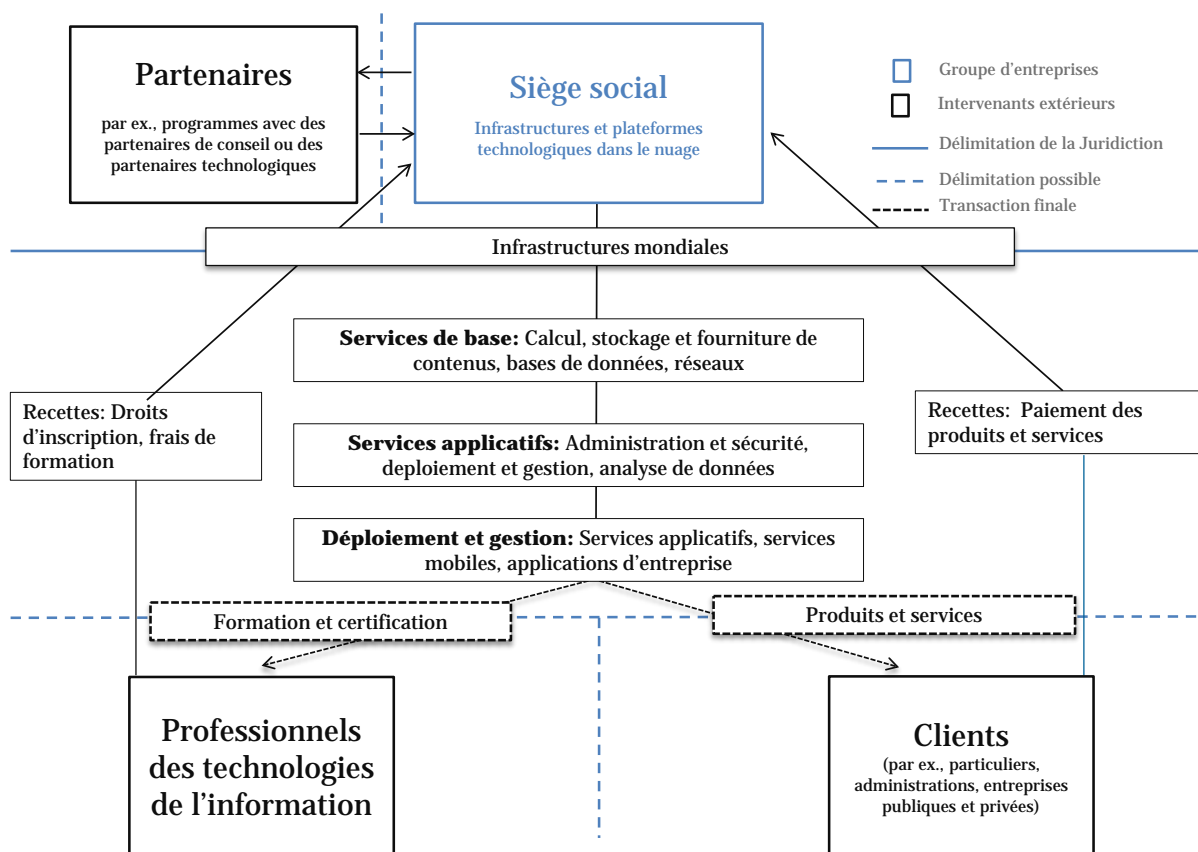 Partenaires
par ex., programmes avec des
partenaires de conseil ou des
partenaires technologiques
Siège social
Infrastructures et plateformes
technologiques dans le nuage
Groupe d'entreprises
Intervenants extérieurs
Délimitation de la Juridiction
Délimitation possible
Transaction finale
Infrastructures mondiales
Services de base: Calcul, stockage et fourniture de
contenus, bases de données, réseaux
Recettes: Droits
d’inscription, frais de
formation
Services applicatifs: Administration et sécurité,
deploiement et gestion, analyse de données
Recettes: Paiement des
produits et services
Déploiement et gestion: Services applicatifs, services
mobiles, applications d’entreprise
Formation et certification
Produits et services
Professionnels
des technologies
de l’information
Clients
(par ex., particuliers,
administrations, entreprises
publiques et privées)